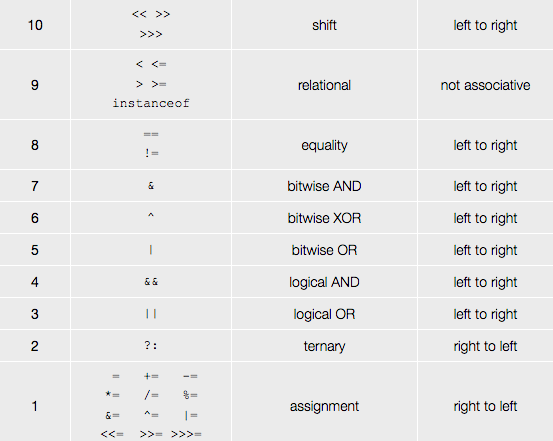 10 << >> >>> shift left to right
9 < <= > >= instanceof relational not associative
8 == != equality left to right
7 & bitwise AND left to right
6 ^ bitwise XOR left to right
5 | bitwise OR left to right
4 && logical AND left to right
3 || logical OR left to right
2 ?: ternary right to left
1 = += -= *= /= %= &= ^= |= <<= >>= >>>= assignment right to left